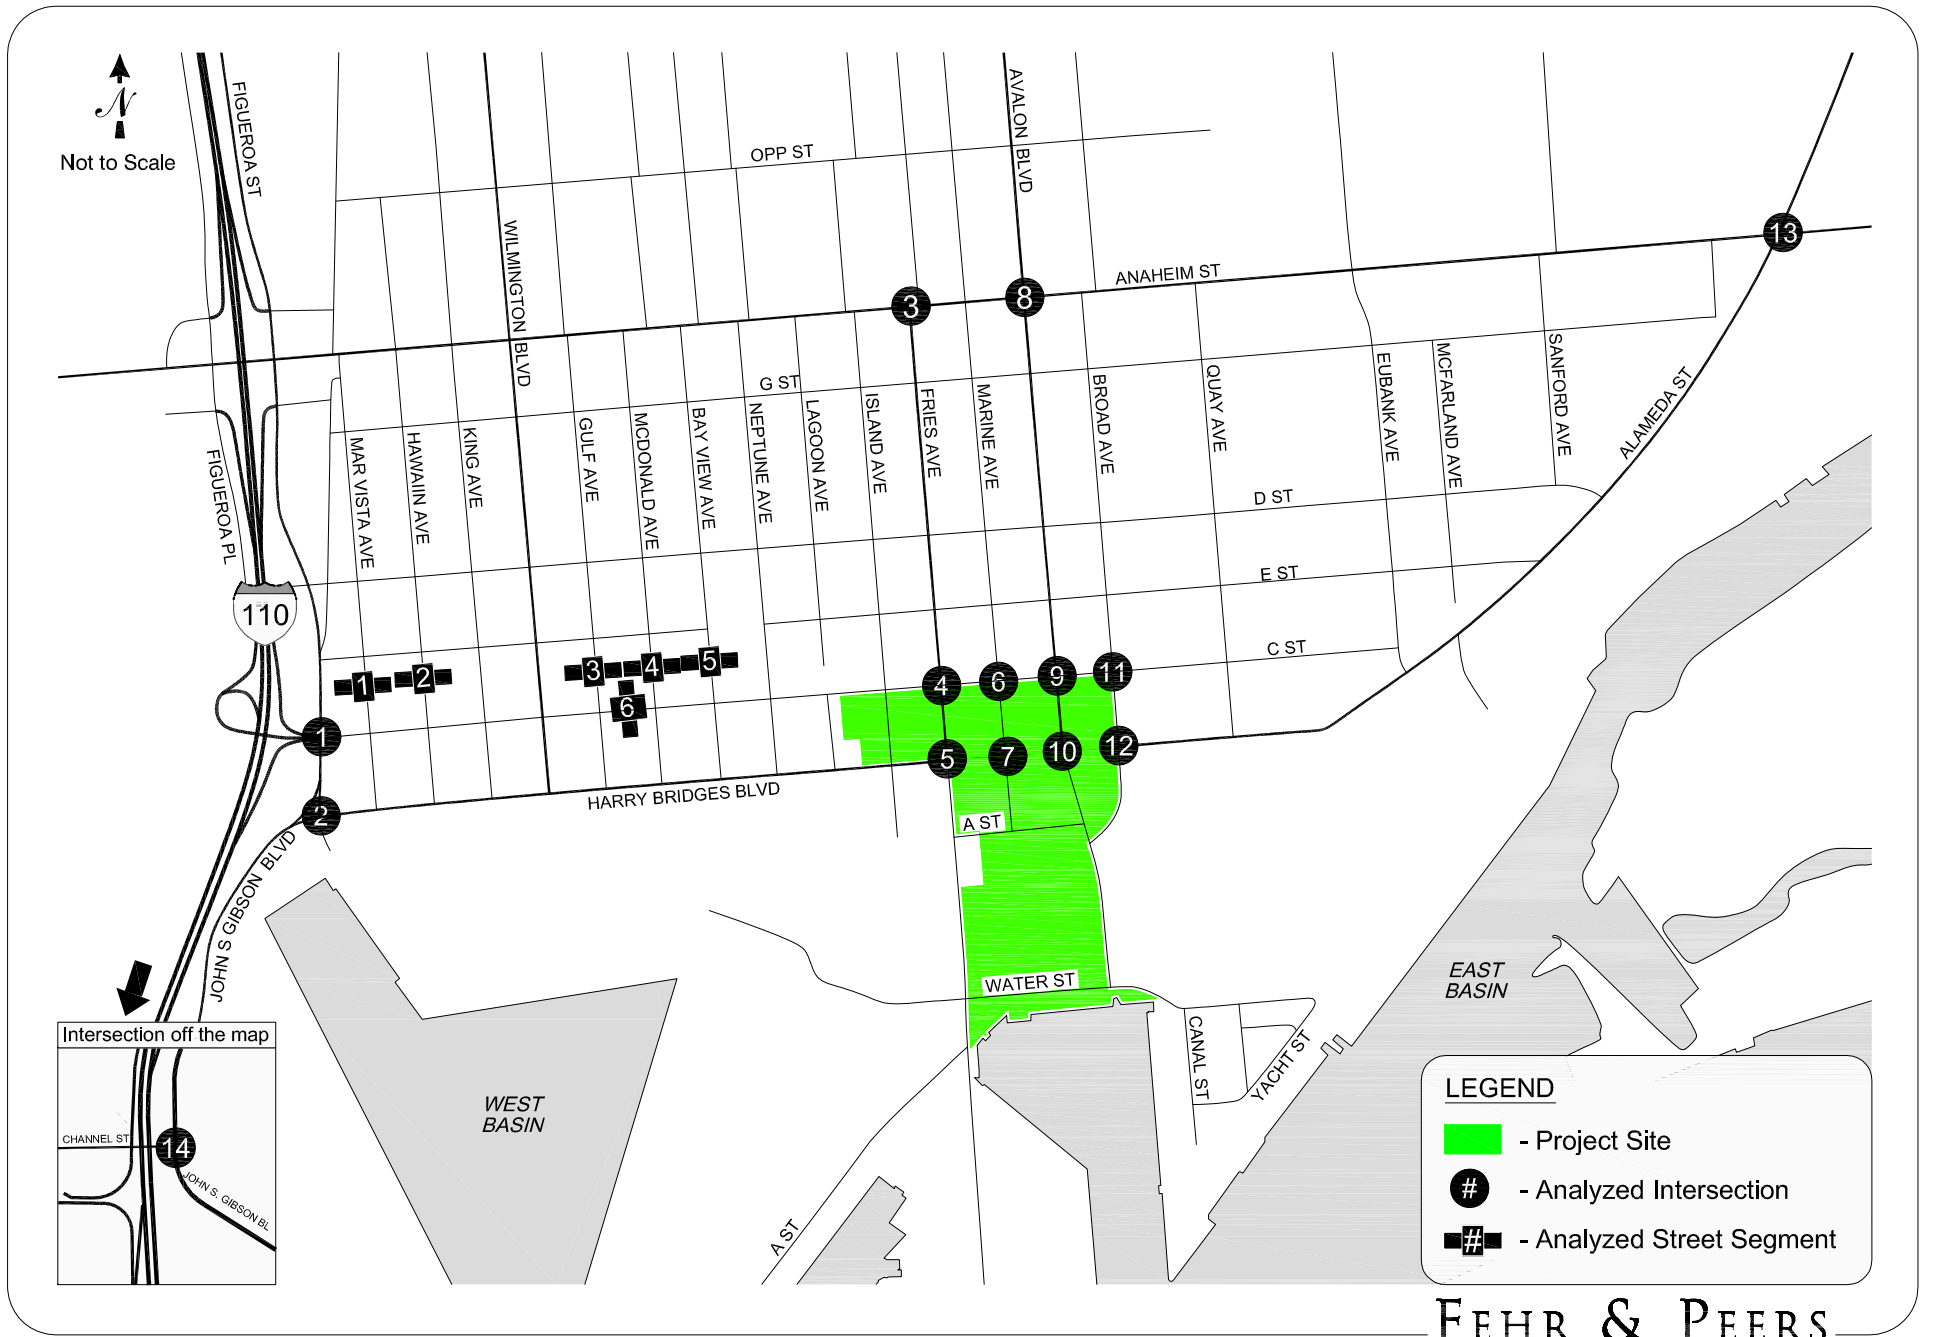 N
Not to Scale
FIGUEROA ST
AVALON BLVD
OPP ST
WILMINGTON BLVD
ANAHEIM ST
13
3
8
G ST
MAR VISTA AVE
HAWAIIN AVE
KING AVE
GULF AVE
MCDONALD AVE
BAY VIEW AVE
NEPTUNE AVE
LAGOON AVE
ISLAND AVE
FRIES AVE
MARINE AVE
BROAD AVE
QUAY AVE
EUBANK AVE
MCFARLAND AVE
SANFORD AVE
ALAMEDA ST
FIGUEROA PL
D ST
E ST
C ST
110
1
2
3
4
5
6
4
6
9
11
1
5
7
10
12
2
HARRY BRIDGES BLVD
A ST
JOHN S GIBSON BLVD
WATER ST
CANAL ST
YACHT ST
A ST
EAST
BASIN
WEST
BASIN
Intersection off the map
CHANNEL ST
14
JOHN S. GIBSON BL
LEGEND
- Project Site
# - Analyzed Intersection
# - Analyzed Street Segment
FEHR & PEERS